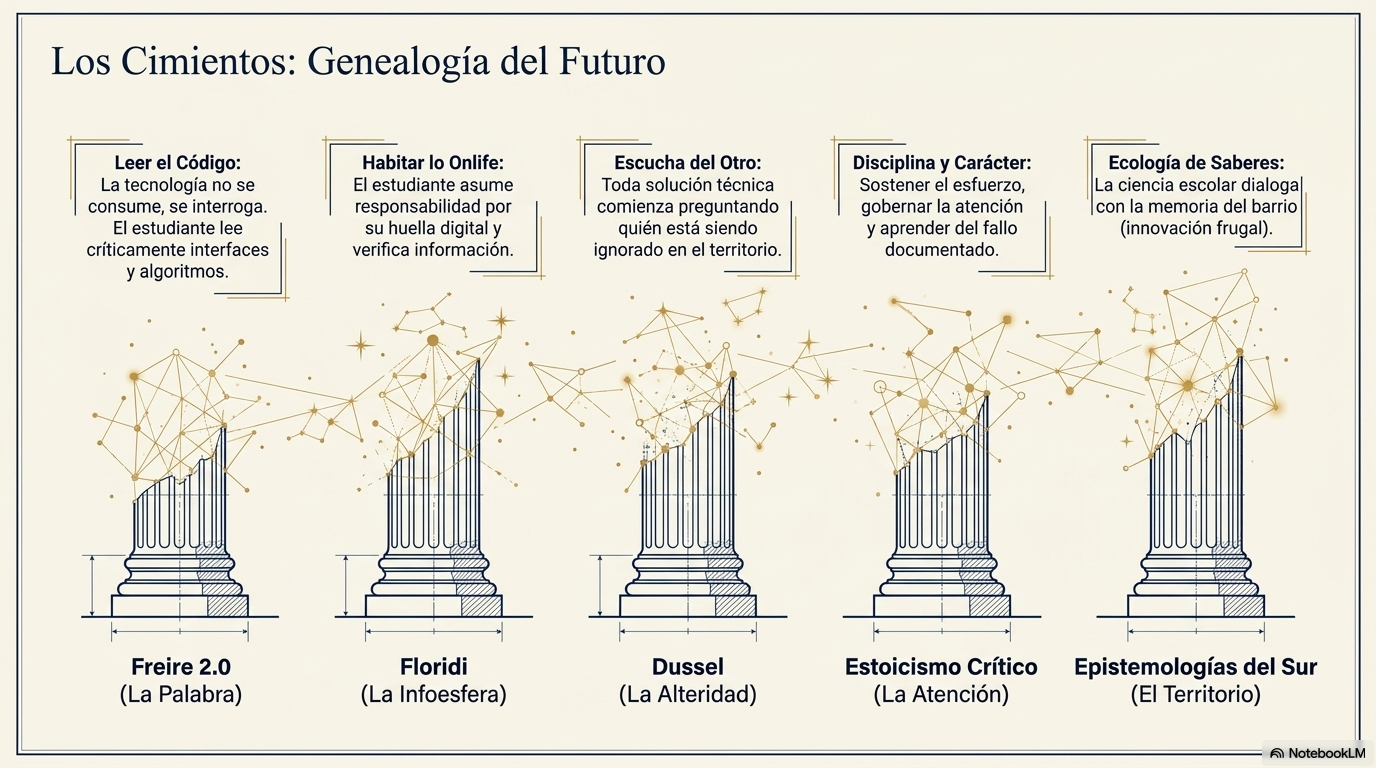 Los Cimientos: Genealogía del Futuro
Leer el Código:
La tecnología no se
consume, se interroga.
El estudiante lee
críticamente interfaces
y algoritmos.
Habitar lo Onlife:
El estudiante asume
responsabilidad por
su huella digital y
verifica información.
Escucha del Otro:
Toda solución técnica
comienza preguntando
quién está siendo
ignorado en el territorio.
Disciplina y Carácter:
Sostener el esfuerzo,
gobernar la atención
y aprender del fallo
documentado.
Ecología de Saberes:
La ciencia escolar dialoga
con la memoria del barrio
(innovación frugal).
Freire 2.0
(La Palabra)
Floridi
(La Infoesfera)
Dussel
(La Alteridad)
Estoicismo Crítico
(La Atención)
Epistemologías del Sur
(El Territorio)
NotebookLM